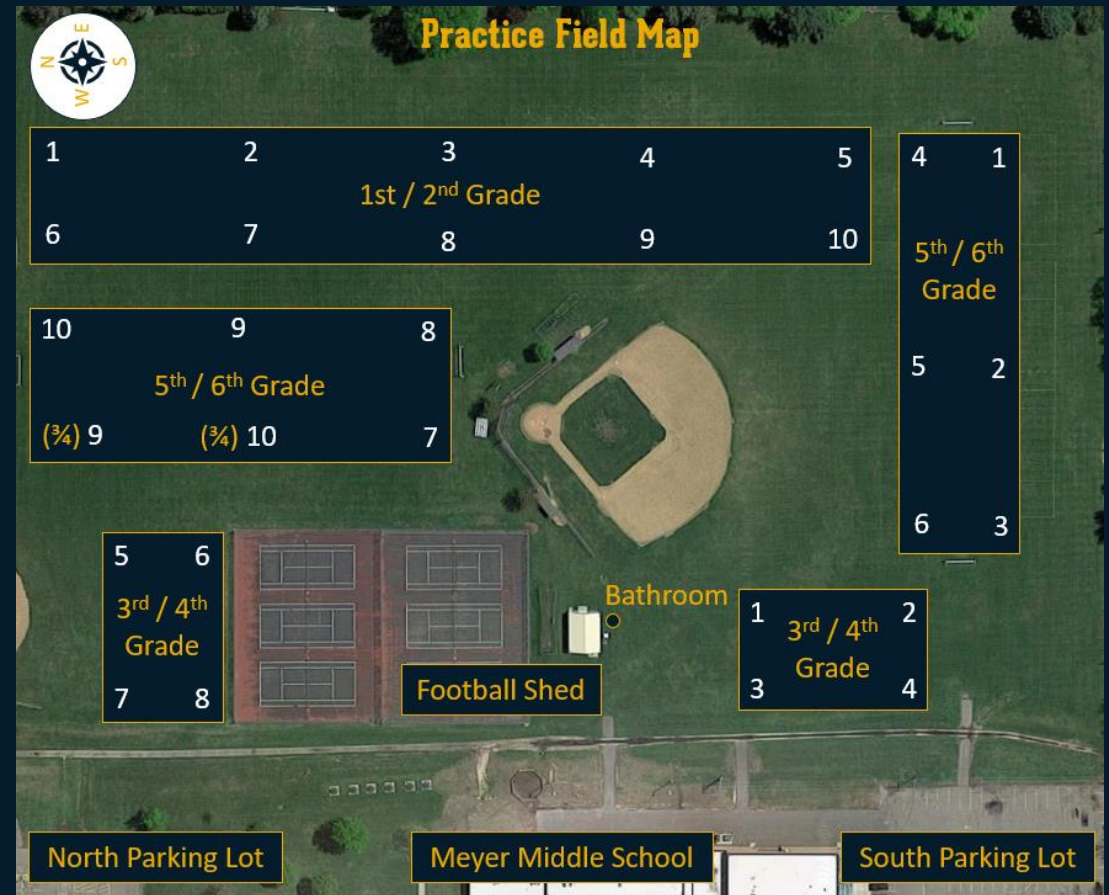 Practice Field Map
E
N S
W
1 2 3 4 5
1st / 2nd Grade
6 7 8 9 10
4 1
5th / 6th
Grade
5 2
6 3
10 9 8
5th / 6th Grade
(¾) 9 (¾) 10 7
5 6
3rd / 4th
Grade
7 8
Bathroom
1 2
3rd / 4th
Grade
3 4
Football Shed
North Parking Lot
Meyer Middle School
South Parking Lot